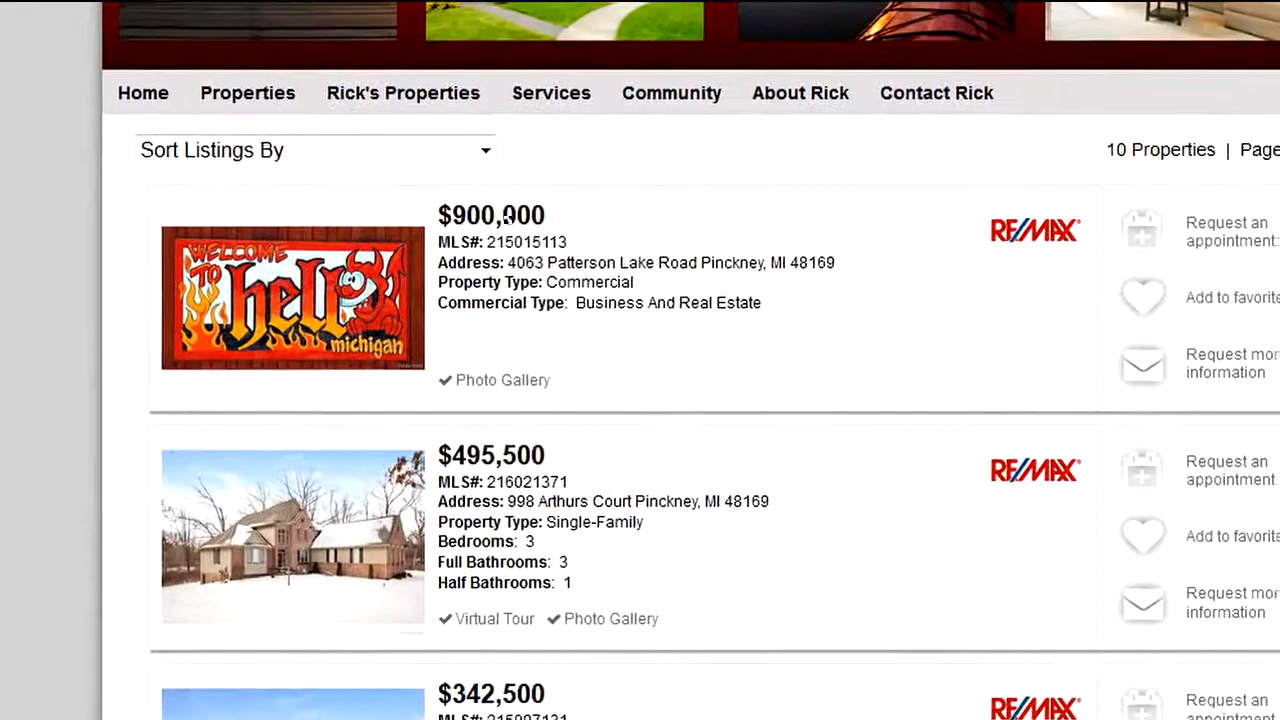 Home Properties Rick's Properties Services Community About Rick Contact Rick
Sort Listings By
10 Properties | Page
$900,000
MLS#: 215015113
Address: 4063 Patterson Lake Road Pinckney, MI 48169
Property Type: Commercial
Commercial Type: Business And Real Estate
Photo Gallery
WELCOME
TO
hell
michigan
RE/MAX
Request an
appointment
Add to favorite
Request mor
information
$495,500
MLS#: 216021371
Address: 998 Arthurs Court Pinckney, MI 48169
Property Type: Single-Family
Bedrooms: 3
Full Bathrooms: 3
Half Bathrooms: 1
Virtual Tour Photo Gallery
RE/MAX
Request an
appointment
Add to favorite
Request mor
information
$342,500
RE/MAX
Request an